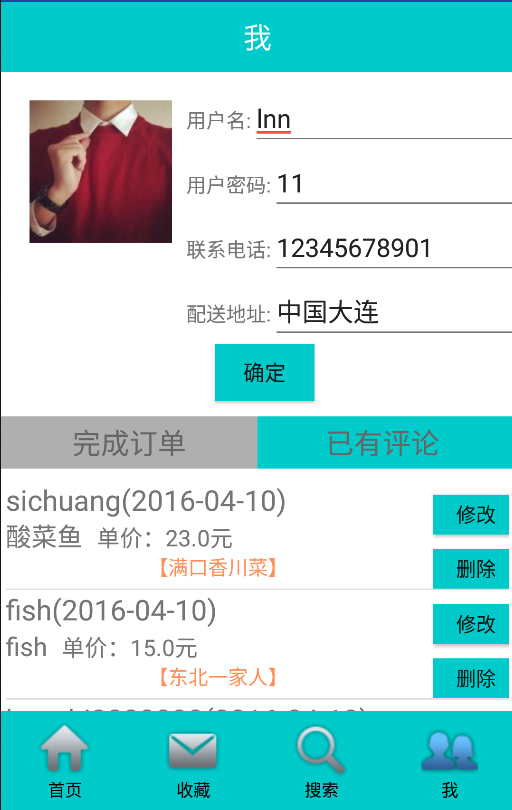 我
用户名: lnn
用户密码: 11
联系电话: 12345678901
配送地址: 中国大连
确定
完成订单 已有评论
sichuang(2016-04-10)
修改
酸菜鱼 单价：23.0元
【满口香川菜】
删除
fish(2016-04-10)
修改
fish 单价：15.0元
【东北一家人】
删除
首页 收藏 搜索 我